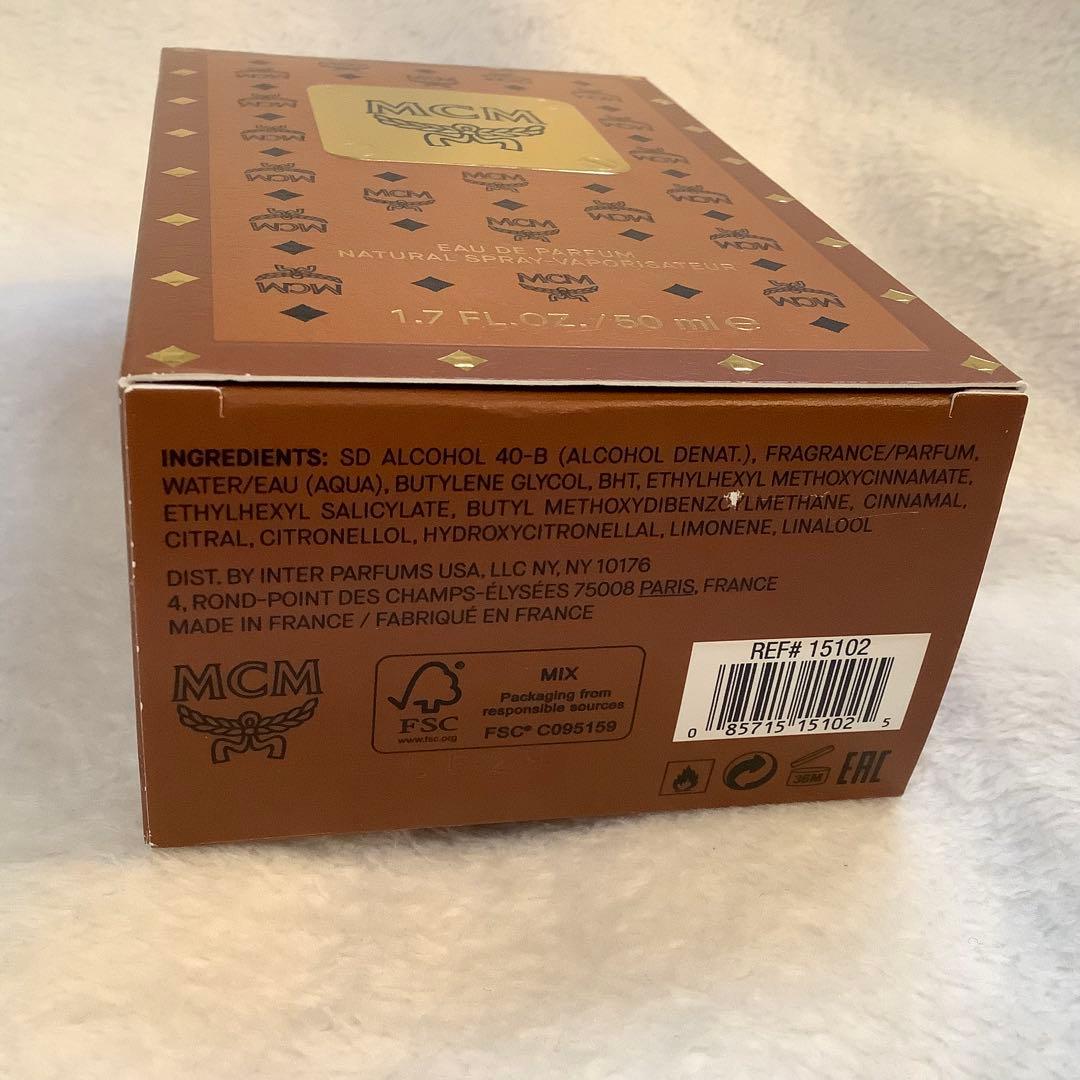 MCM
EAU DE PARFUM
NATURAL SPRAY-VAPORISATEUR
1.7 FL.OZ./50 ml ℮
INGREDIENTS: SD ALCOHOL 40-B (ALCOHOL DENAT.), FRAGRANCE/PARFUM,
WATER/EAU (AQUA), BUTYLENE GLYCOL, BHT, ETHYLHEXYL METHOXYCINNAMATE,
ETHYLHEXYL SALICYLATE, BUTYL METHOXYDIBENZOYLMETHANE, CINNAMAL,
CITRAL, CITRONELLOL, HYDROXYCITRONELLAL, LIMONENE, LINALOOL
DIST. BY INTER PARFUMS USA, LLC NY, NY 10176
4, ROND-POINT DES CHAMPS-ÉLYSÉES 75008 PARIS, FRANCE
MADE IN FRANCE / FABRIQUÉ EN FRANCE
MCM
FSC
www.fsc.org
MIX
Packaging from
responsible sources
FSC® C095159
REF# 15102
0 85715 15102 5
36M
EAC